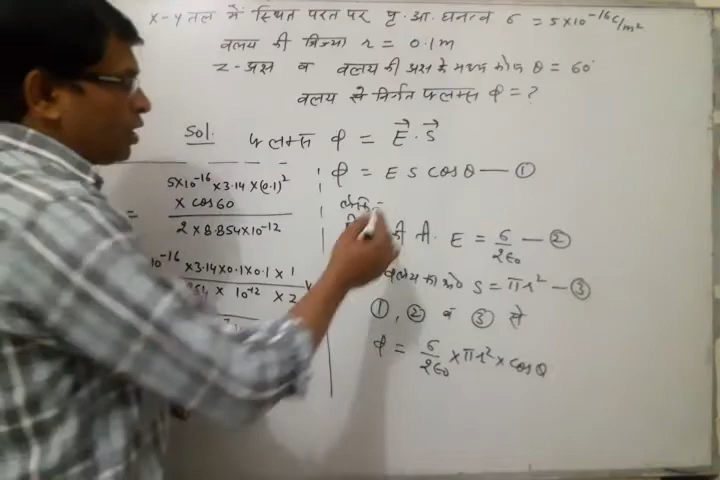 x-y तल में स्थित परत पर पृ. आ. घनत्व σ = 5×10⁻¹⁶ C/m²
वलय की त्रिज्या r = 0.1m
z-अक्ष व वलय की अक्ष के मध्य कोण θ = 60°
वलय से निर्गत फ्लक्स φ = ?
Sol. फ्लक्स φ = E⃗ . S⃗
φ = E S cosθ — ①
की ती. E = σ/2ε₀ — ②
वलय का क्षे. S = πr² — ③
①, ② व ③ से
φ = σ/2ε₀ × πr² × cosθ
= 5×10⁻¹⁶ × 3.14 × (0.1)²
× cos60
2 × 8.854×10⁻¹²
10⁻¹⁶ × 3.14×0.1×0.1 × 1
× 10⁻¹² × 2